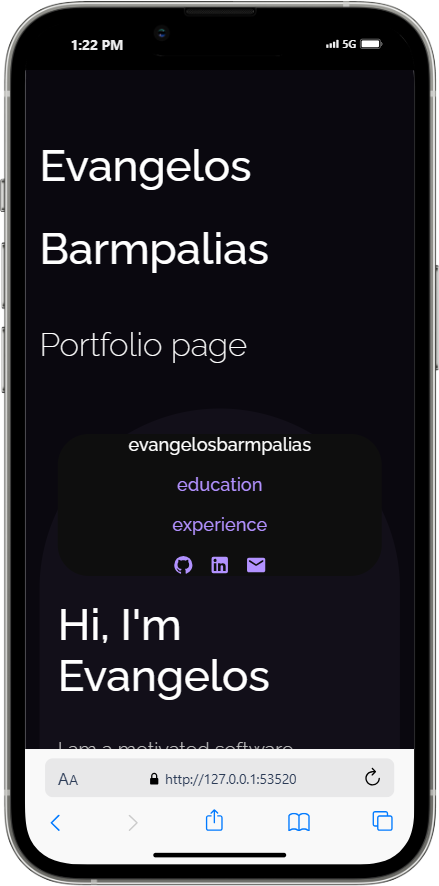 1:22 PM
5G
Evangelos
Barmpalias
Portfolio page
evangelosbarmpalias
education
experience
in
Hi, I'm
Evangelos
I am a motivated software
AA
http://127.0.0.1:53520